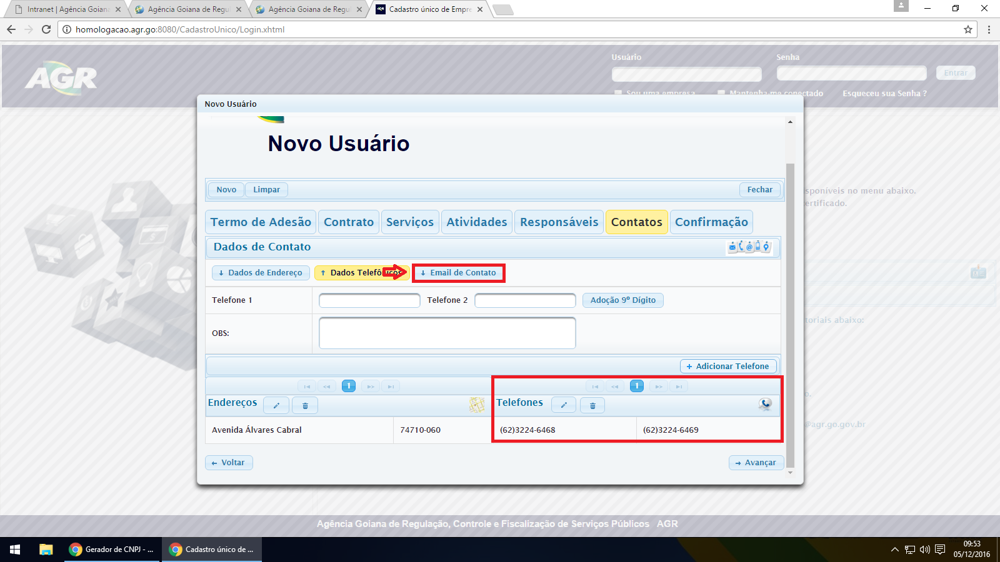 Intranet | Agência Goiana
Agência Goiana de Regul
Agência Goiana de Regul
Cadastro único de Empre
homologacao.agr.go:8080/CadastroUnico/Login.xhtml
AGR
Usuário
Senha
Entrar
Sou uma empresa
Mantenha-me conectado
Esqueceu sua Senha ?
Novo Usuário
Novo Usuário
Novo
Limpar
Fechar
sponíveis no menu abaixo.
ertificado.
Termo de Adesão
Contrato
Serviços
Atividades
Responsáveis
Contatos
Confirmação
Dados de Contato
Dados de Endereço
Dados Telefônicos
Email de Contato
Telefone 1
Telefone 2
Adoção 9º Dígito
toriais abaixo:
OBS:
+ Adicionar Telefone
1
1
Endereços
Telefones
Avenida Álvares Cabral
74710-060
(62)3224-6468
(62)3224-6469
@agr.go.gov.br
Voltar
Avançar
Agência Goiana de Regulação, Controle e Fiscalização de Serviços Públicos AGR
Gerador de CNPJ - ...
Cadastro único de ...
09:53
05/12/2016